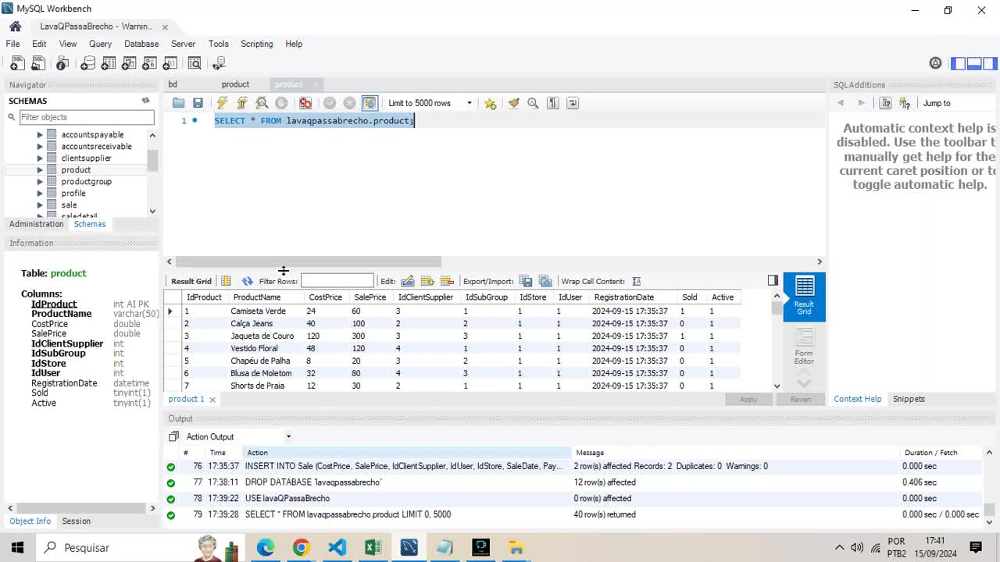 MySQL Workbench
LavaQPassaBrecho - Warnin...
File Edit View Query Database Server Tools Scripting Help
Navigator
SCHEMAS
Filter objects
accountspayable
accountsreceivable
clientsupplier
product
productgroup
profile
sale
saledetail
Administration Schemas
Information
Table: product
Columns:
IdProduct int AI PK
ProductName varchar(50)
CostPrice double
SalePrice double
IdClientSupplier int
IdSubGroup int
IdStore int
IdUser int
RegistrationDate datetime
Sold tinyint(1)
Active tinyint(1)
Object Info Session
bd product product
Limit to 5000 rows
1 SELECT * FROM lavaqpassabrecho.product;
Result Grid Filter Rows: Edit: Export/Import: Wrap Cell Content:
IdProduct ProductName CostPrice SalePrice IdClientSupplier IdSubGroup IdStore IdUser RegistrationDate Sold Active
1 Camiseta Verde 24 60 3 1 1 1 2024-09-15 17:35:37 1 1
2 Calça Jeans 40 100 2 2 1 1 2024-09-15 17:35:37 0 1
3 Jaqueta de Couro 120 300 3 3 1 1 2024-09-15 17:35:37 1 1
4 Vestido Floral 48 120 4 1 1 1 2024-09-15 17:35:37 0 1
5 Chapéu de Palha 8 20 3 2 1 1 2024-09-15 17:35:37 0 1
6 Blusa de Moletom 32 80 4 3 1 1 2024-09-15 17:35:37 0 1
7 Shorts de Praia 12 30 2 1 1 1 2024-09-15 17:35:37 0 1
Result Grid
Form Editor
product 1 Apply Revert
SQLAdditions
Jump to
Automatic context help is
disabled. Use the toolbar t
manually get help for the
current caret position or to
toggle automatic help.
Context Help Snippets
Output
Action Output
# Time Action Message Duration / Fetch
76 17:35:37 INSERT INTO Sale (CostPrice, SalePrice, IdClientSupplier, IdUser, IdStore, SaleDate, Pay... 2 row(s) affected Records: 2 Duplicates: 0 Warnings: 0 0.000 sec
77 17:38:11 DROP DATABASE `lavaqpassabrecho` 12 row(s) affected 0.406 sec
78 17:39:22 USE lavaQPassaBrecho 0 row(s) affected 0.000 sec
79 17:39:28 SELECT * FROM lavaqpassabrecho.product LIMIT 0, 5000 40 row(s) returned 0.000 sec / 0.000 sec
Pesquisar
POR
PTB2
17:41
15/09/2024